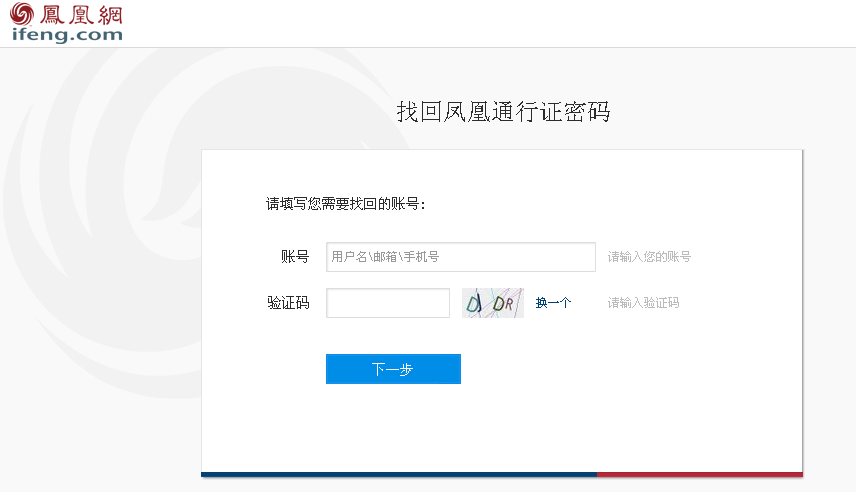 鳳凰網
ifeng.com
找回凤凰通行证密码
请填写您需要找回的账号：
账号 用户名\邮箱\手机号 请输入您的账号
验证码 DJDR 换一个 请输入验证码
下一步